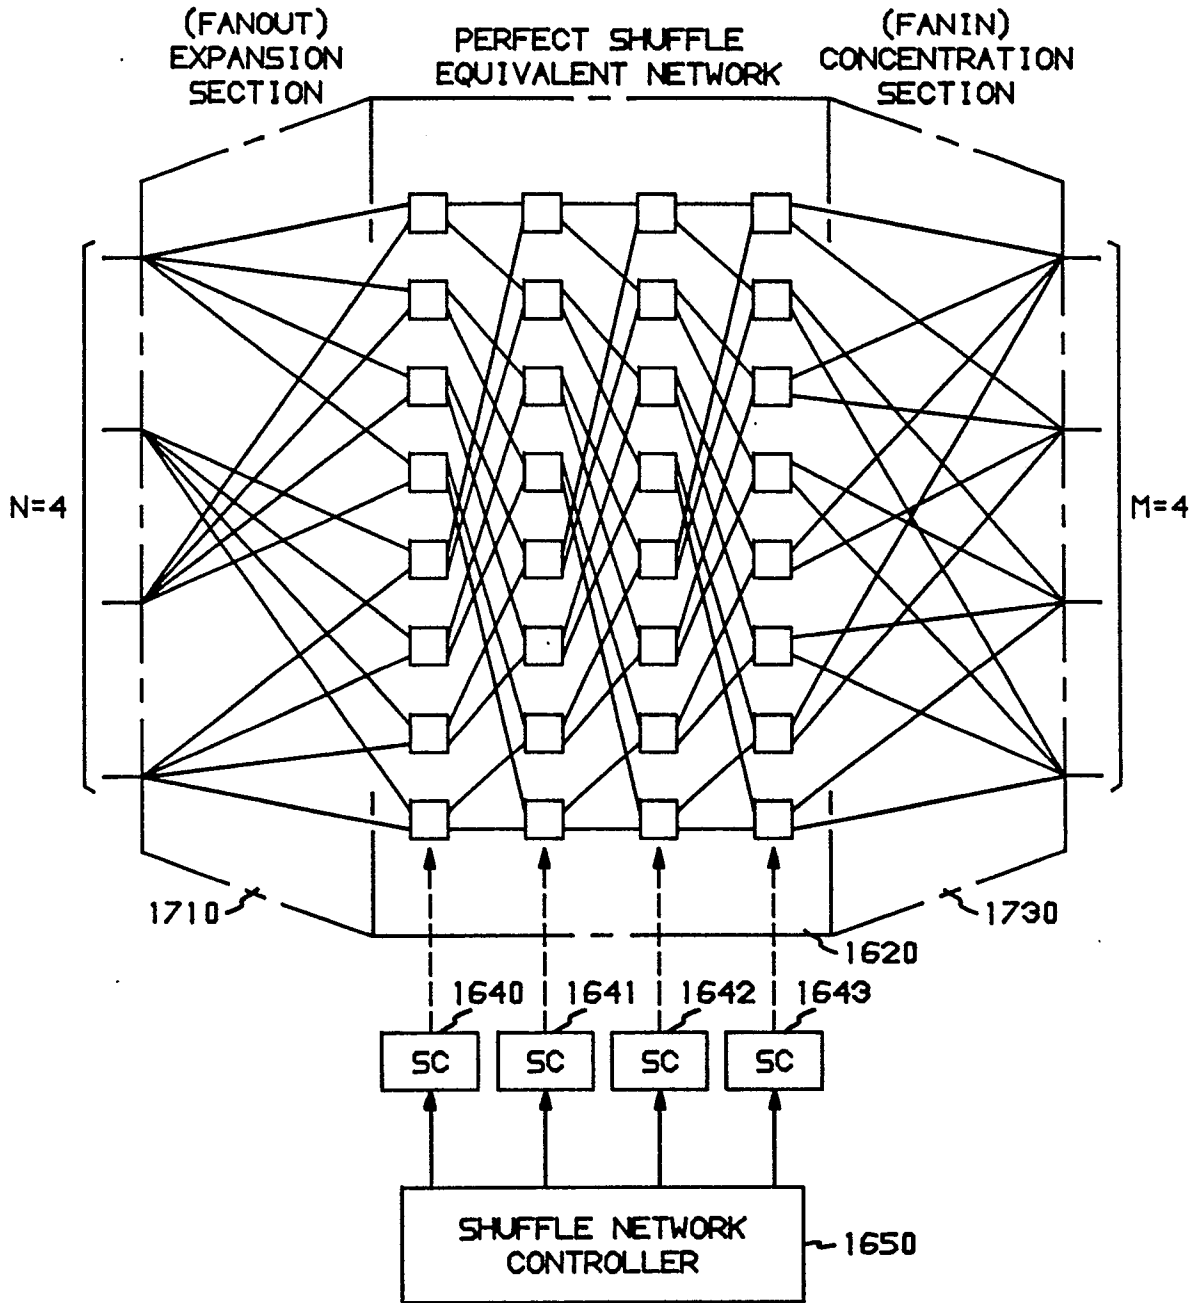 (FANOUT)
EXPANSION
SECTION
PERFECT SHUFFLE
EQUIVALENT NETWORK
(FANIN)
CONCENTRATION
SECTION
N=4
M=4
1710
1730
1620
1640
1641
1642
1643
SC
SC
SC
SC
SHUFFLE NETWORK
CONTROLLER
1650